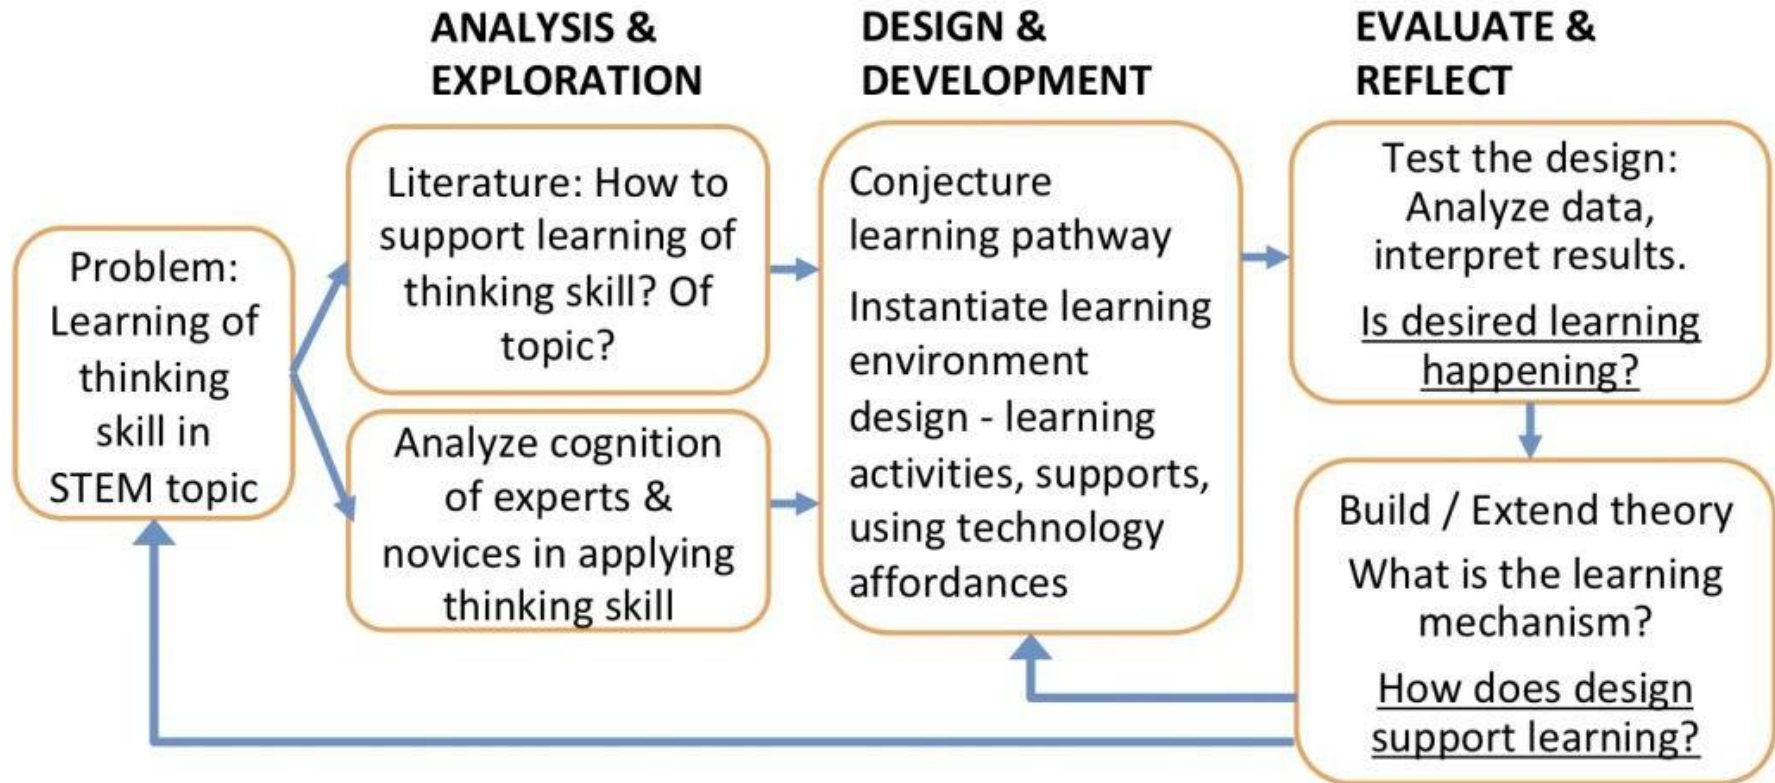 ANALYSIS &
EXPLORATION
DESIGN &
DEVELOPMENT
EVALUATE &
REFLECT
Problem:
Learning of
thinking
skill in
STEM topic
Literature: How to
support learning of
thinking skill? Of
topic?
Analyze cognition
of experts &
novices in applying
thinking skill
Conjecture
learning pathway
Instantiate learning
environment
design - learning
activities, supports,
using technology
affordances
Test the design:
Analyze data,
interpret results.
Is desired learning
happening?
Build / Extend theory
What is the learning
mechanism?
How does design
support learning?